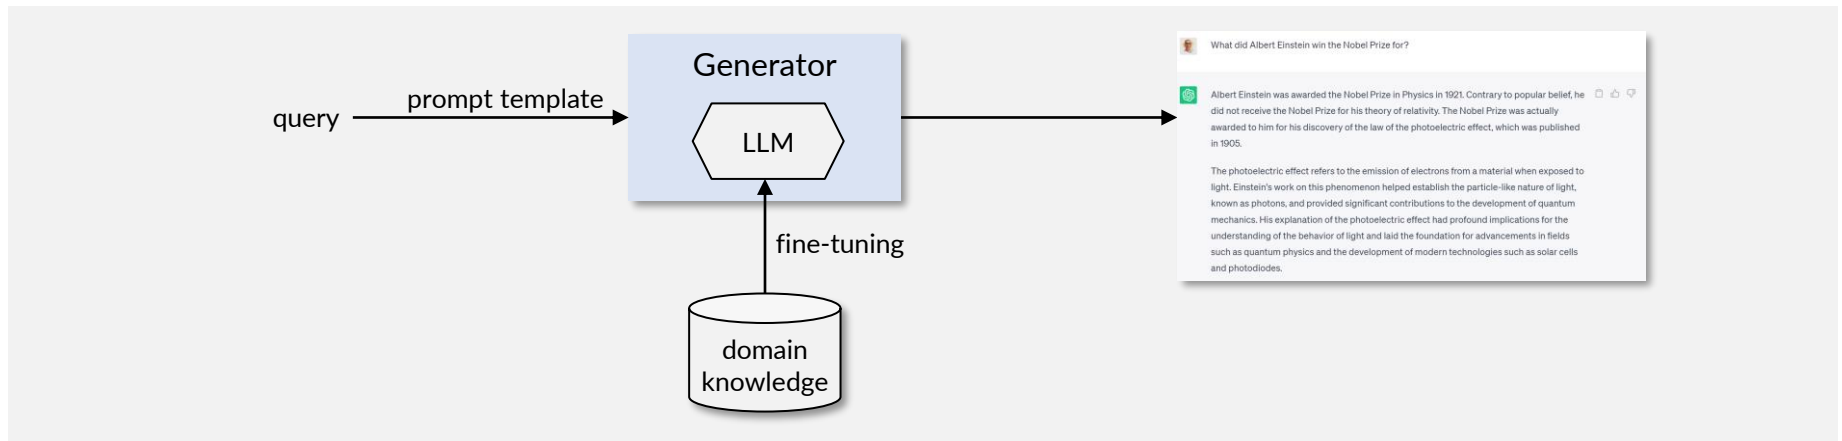 query
prompt template
Generator
LLM
fine-tuning
domain
knowledge
What did Albert Einstein win the Nobel Prize for?
Albert Einstein was awarded the Nobel Prize in Physics in 1921. Contrary to popular belief, he
did not receive the Nobel Prize for his theory of relativity. The Nobel Prize was actually
awarded to him for his discovery of the law of the photoelectric effect, which was published
in 1905.
The photoelectric effect refers to the emission of electrons from a material when exposed to
light. Einstein's work on this phenomenon helped establish the particle-like nature of light,
known as photons, and provided significant contributions to the development of quantum
mechanics. His explanation of the photoelectric effect had profound implications for the
understanding of the behavior of light and laid the foundation for advancements in fields
such as quantum physics and the development of modern technologies such as solar cells
and photodiodes.